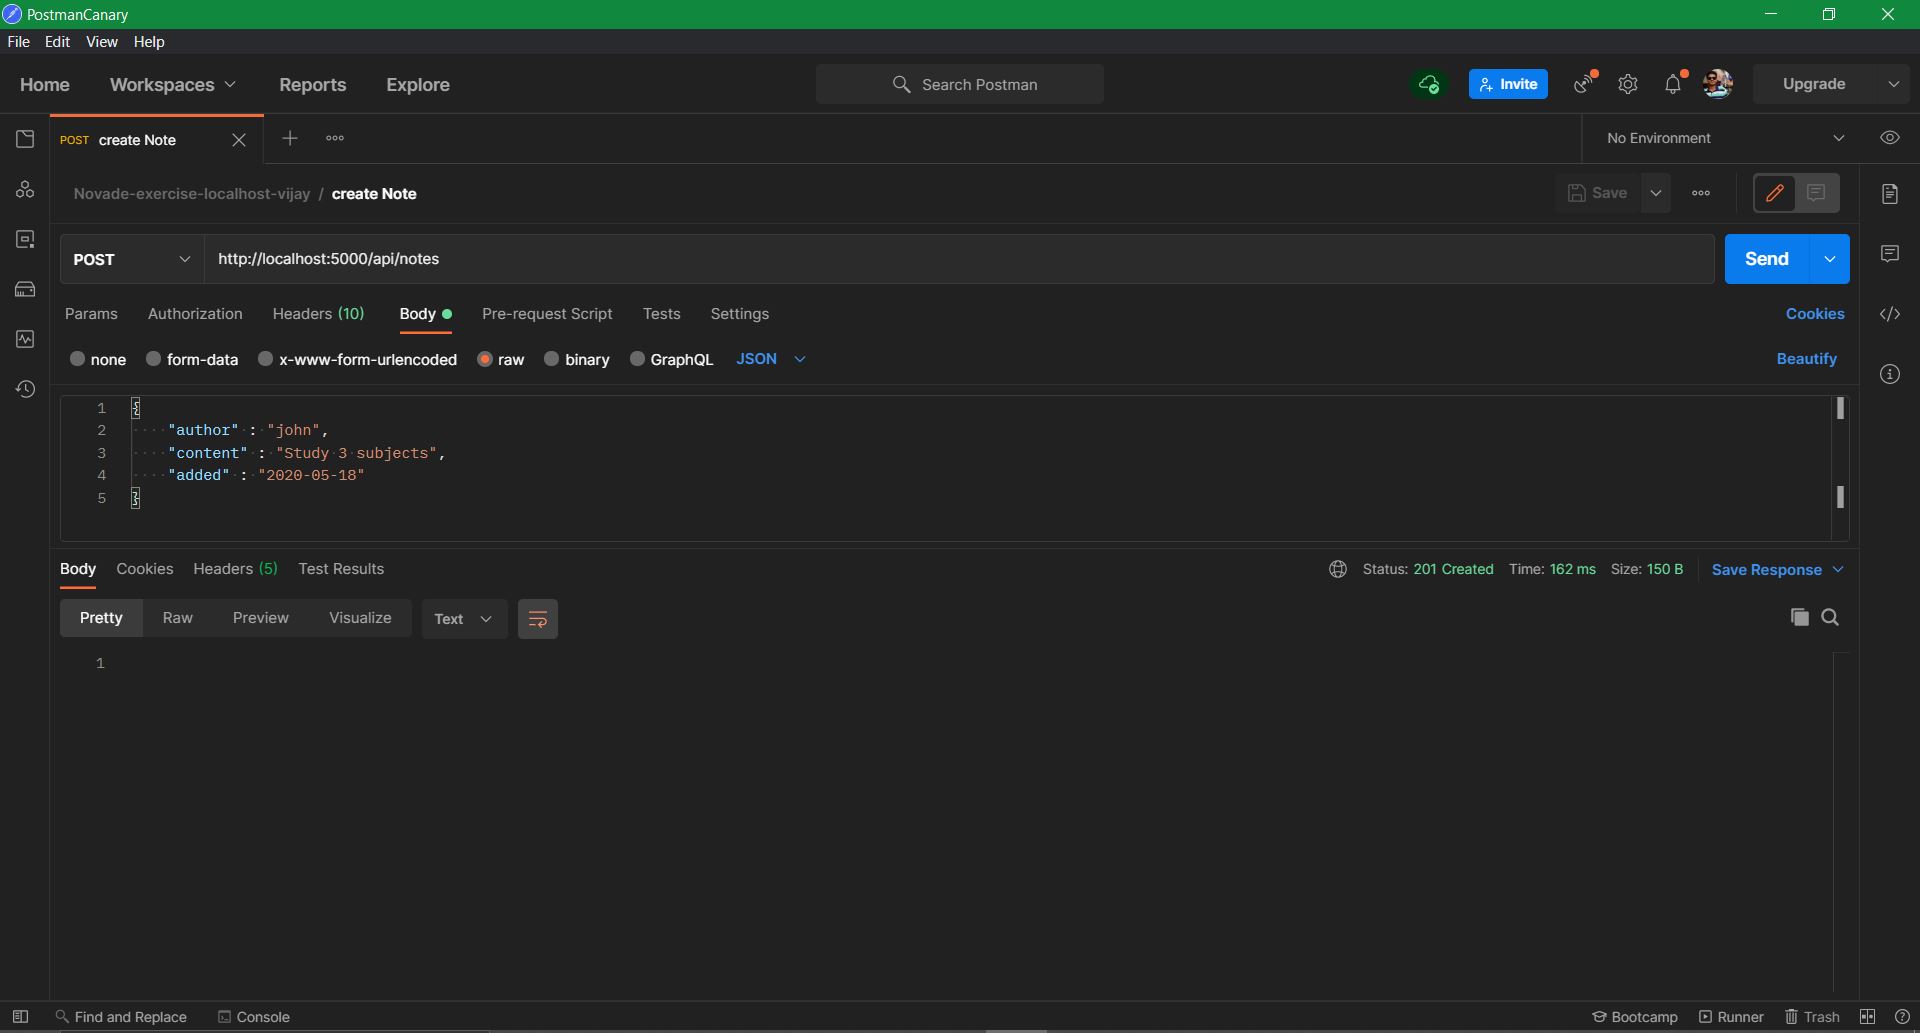 PostmanCanary
File Edit View Help
Home Workspaces Reports Explore Search Postman Invite Upgrade
POST create Note No Environment
Novade-exercise-localhost-vijay / create Note Save
POST http://localhost:5000/api/notes Send
Params Authorization Headers (10) Body Pre-request Script Tests Settings Cookies
none form-data x-www-form-urlencoded raw binary GraphQL JSON Beautify
1 {
2 "author" : "john",
3 "content" : "Study 3 subjects",
4 "added" : "2020-05-18"
5 }
Body Cookies Headers (5) Test Results Status: 201 Created Time: 162 ms Size: 150 B Save Response
Pretty Raw Preview Visualize Text
1
Find and Replace Console Bootcamp Runner Trash